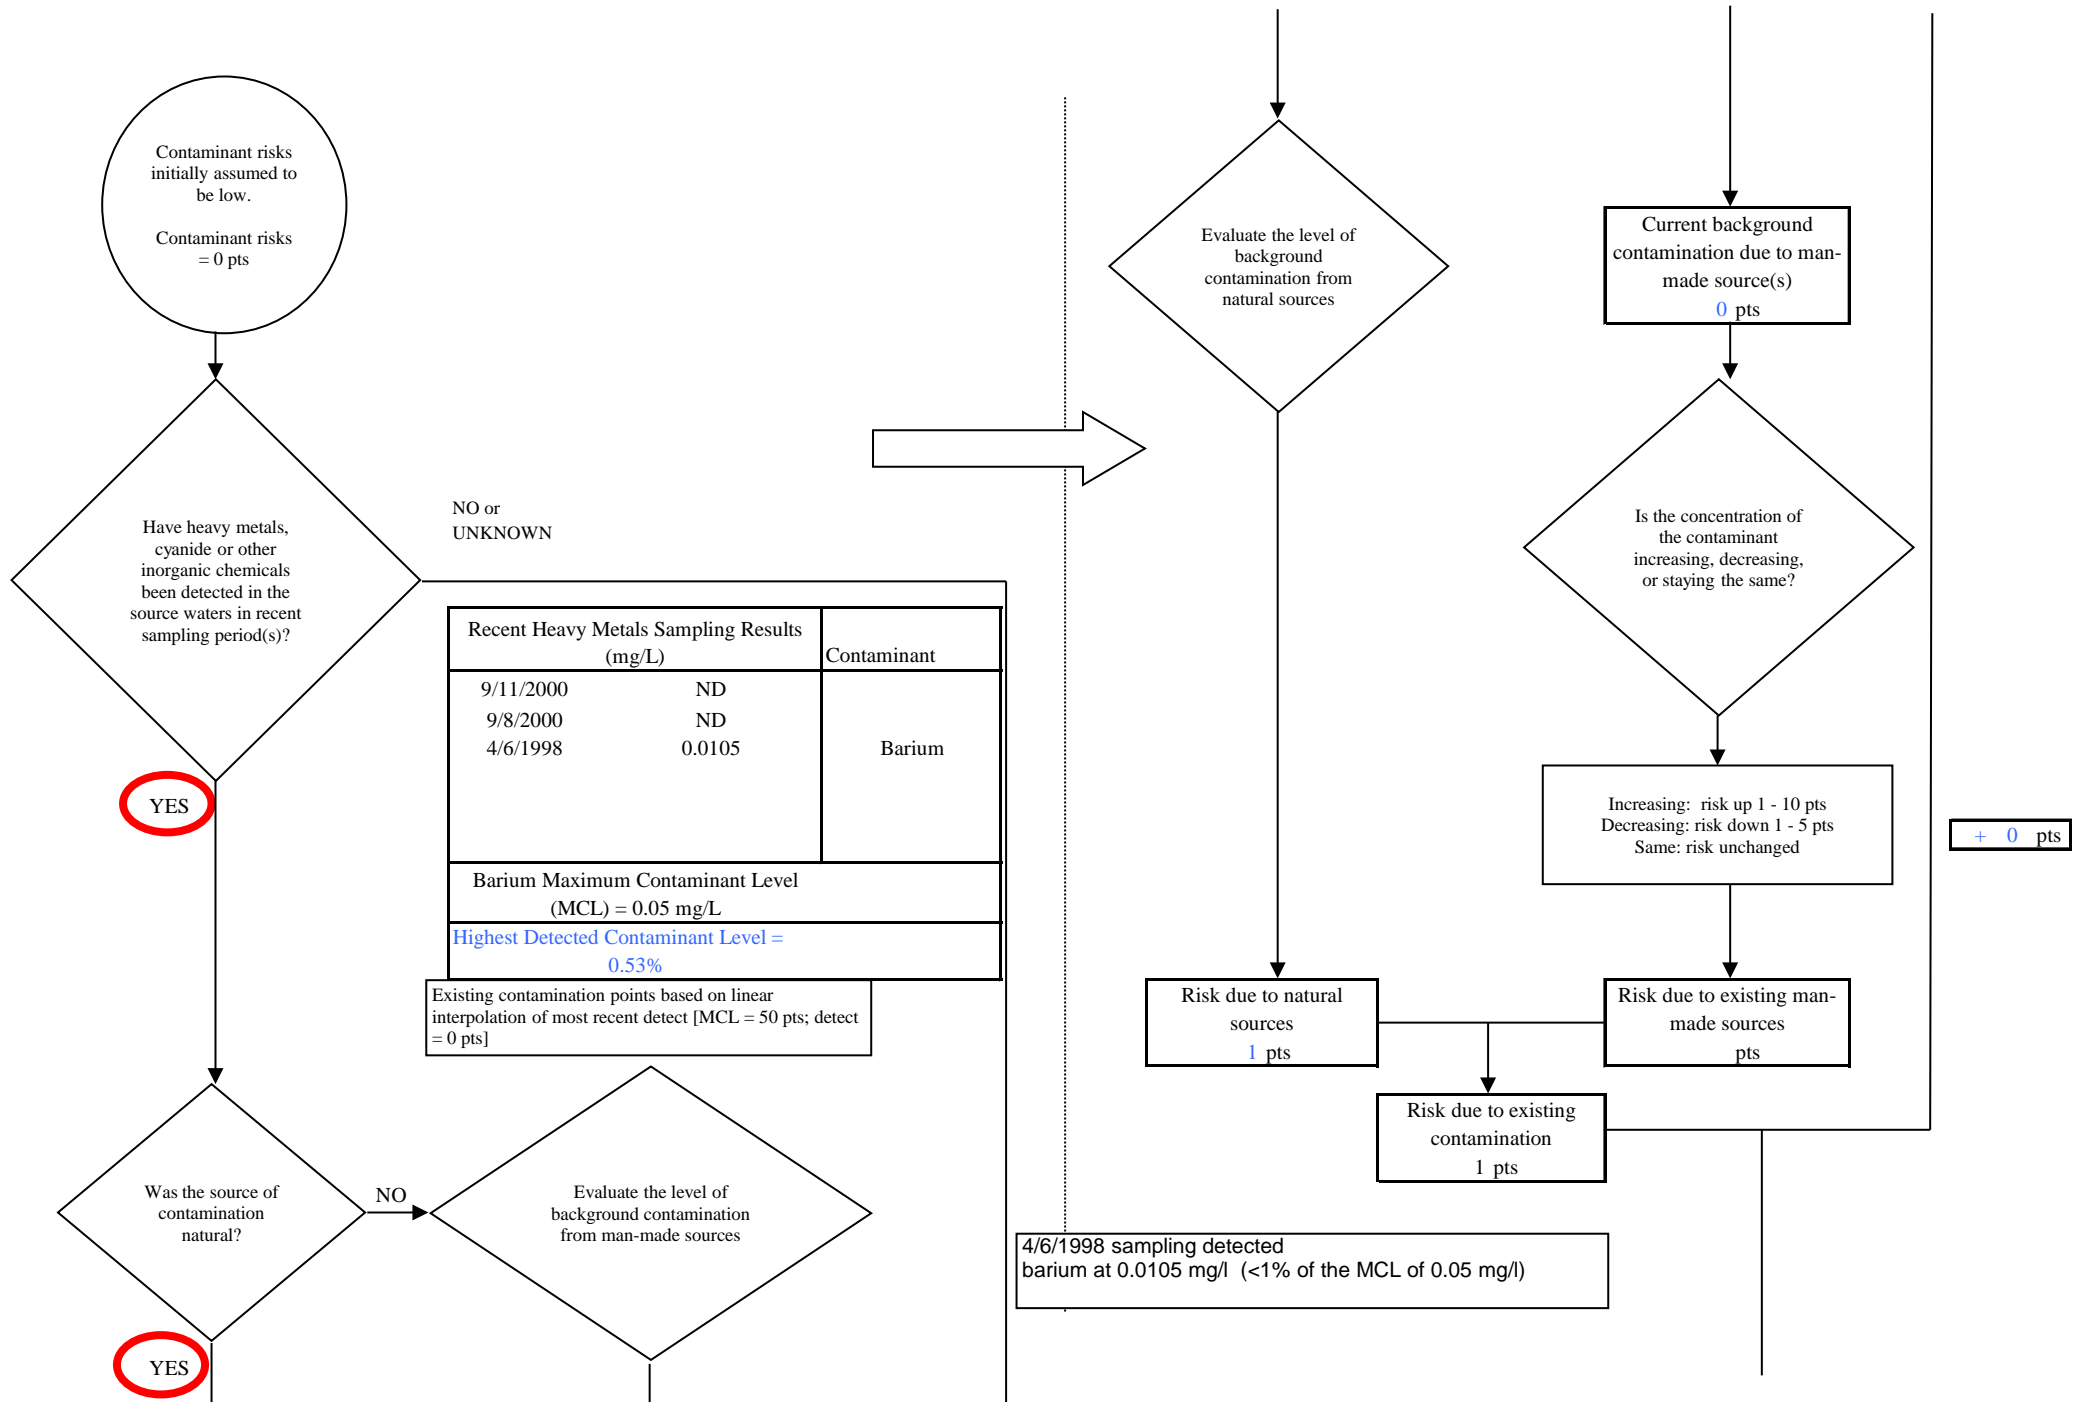 Contaminant risks
initially assumed to
be low.
Contaminant risks
= 0 pts
Have heavy metals,
cyanide or other
inorganic chemicals
been detected in the
source waters in recent
sampling period(s)?
NO or
UNKNOWN
YES
Recent Heavy Metals Sampling Results
(mg/L)
Contaminant
9/11/2000 ND
9/8/2000 ND
4/6/1998 0.0105 Barium
Barium Maximum Contaminant Level
(MCL) = 0.05 mg/L
Highest Detected Contaminant Level =
0.53%
Existing contamination points based on linear
interpolation of most recent detect [MCL = 50 pts; detect
= 0 pts]
Was the source of
contamination
natural?
NO
Evaluate the level of
background contamination
from man-made sources
YES
Evaluate the level of
background
contamination from
natural sources
Current background
contamination due to man-
made source(s)
0 pts
Is the concentration of
the contaminant
increasing, decreasing,
or staying the same?
Increasing: risk up 1 - 10 pts
Decreasing: risk down 1 - 5 pts
Same: risk unchanged
+ 0 pts
Risk due to natural
sources
1 pts
Risk due to existing man-
made sources
pts
Risk due to existing
contamination
1 pts
4/6/1998 sampling detected
barium at 0.0105 mg/l (<1% of the MCL of 0.05 mg/l)